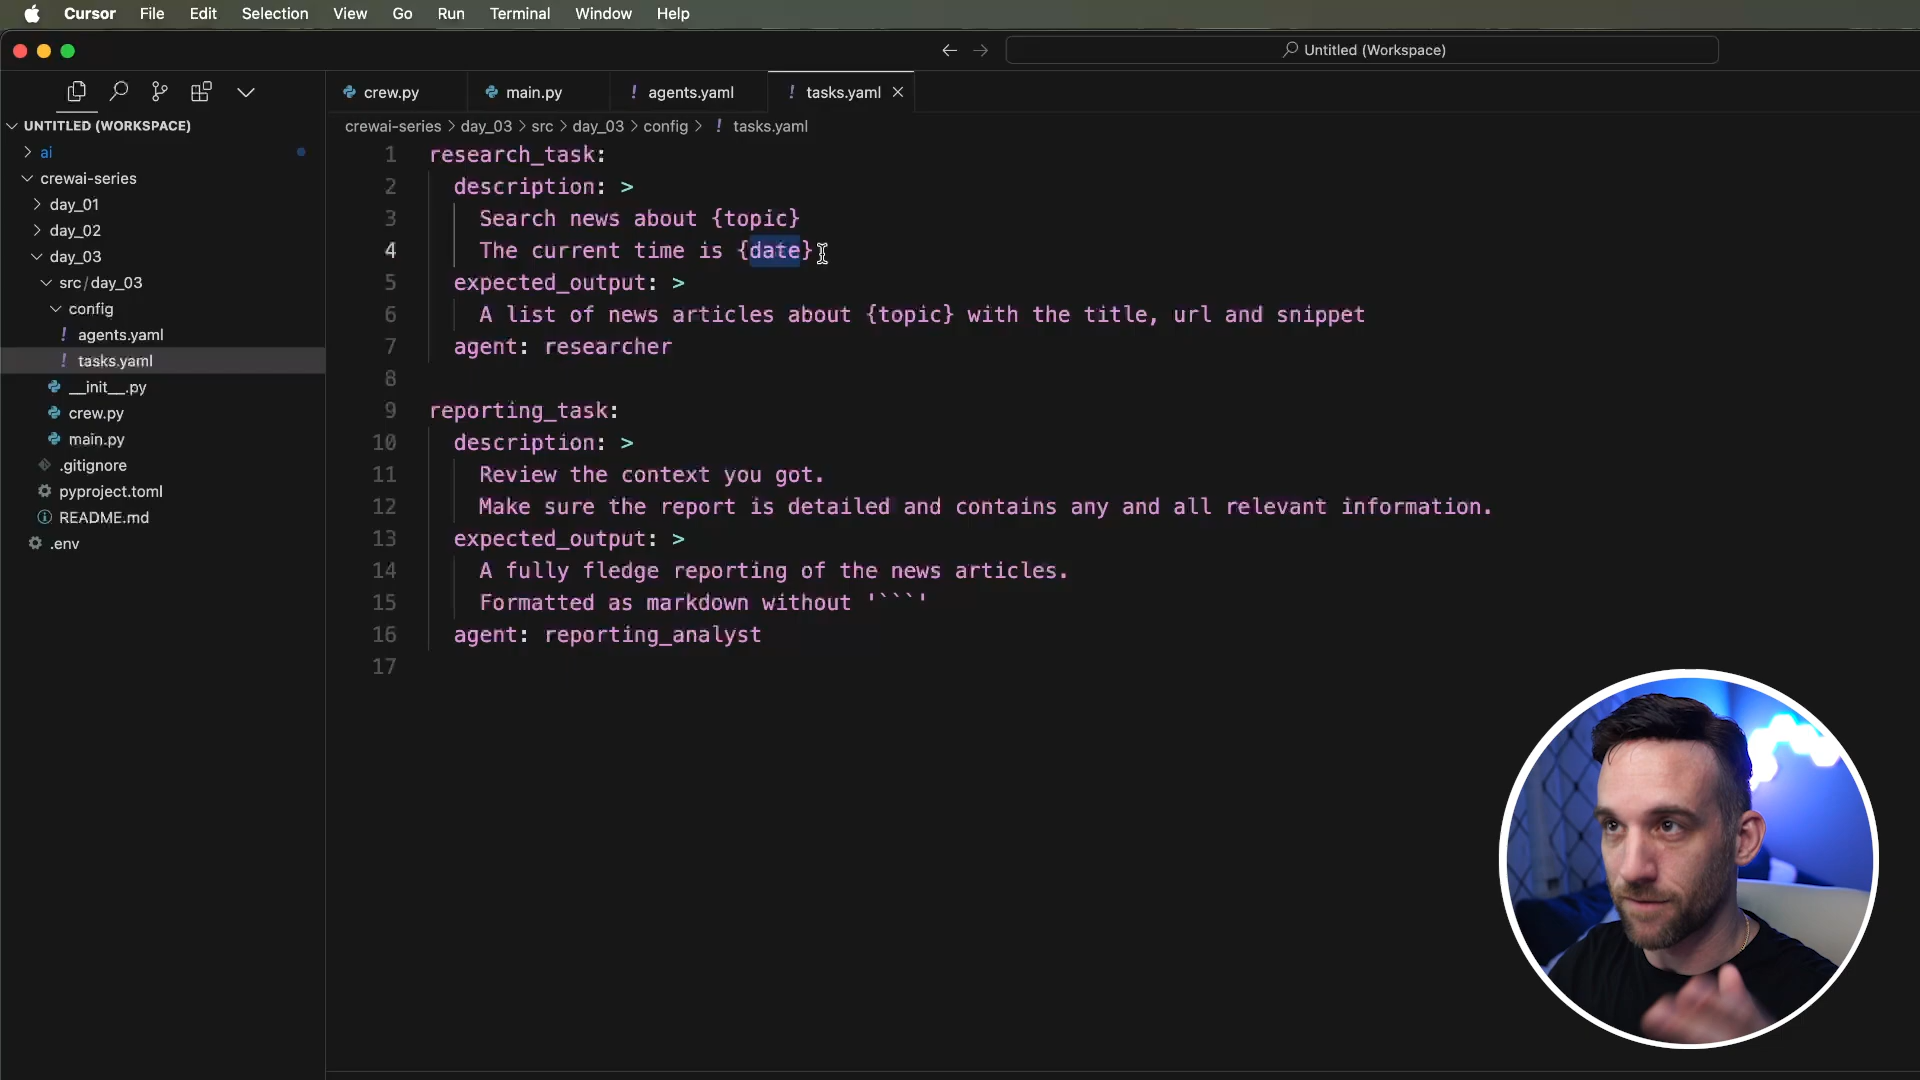 Cursor File Edit Selection View Go Run Terminal Window Help
Untitled (Workspace)
crew.py main.py agents.yaml tasks.yaml
UNTITLED (WORKSPACE)
ai
crewai-series
day_01
day_02
day_03
src/day_03
config
agents.yaml
tasks.yaml
__init__.py
crew.py
main.py
.gitignore
pyproject.toml
README.md
.env
crewai-series > day_03 > src > day_03 > config > ! tasks.yaml
1 research_task:
2 description: >
3 Search news about {topic}
4 The current time is {date}
5 expected_output: >
6 A list of news articles about {topic} with the title, url and snippet
7 agent: researcher
8
9 reporting_task:
10 description: >
11 Review the context you got.
12 Make sure the report is detailed and contains any and all relevant information.
13 expected_output: >
14 A fully fledge reporting of the news articles.
15 Formatted as markdown without '```'
16 agent: reporting_analyst
17